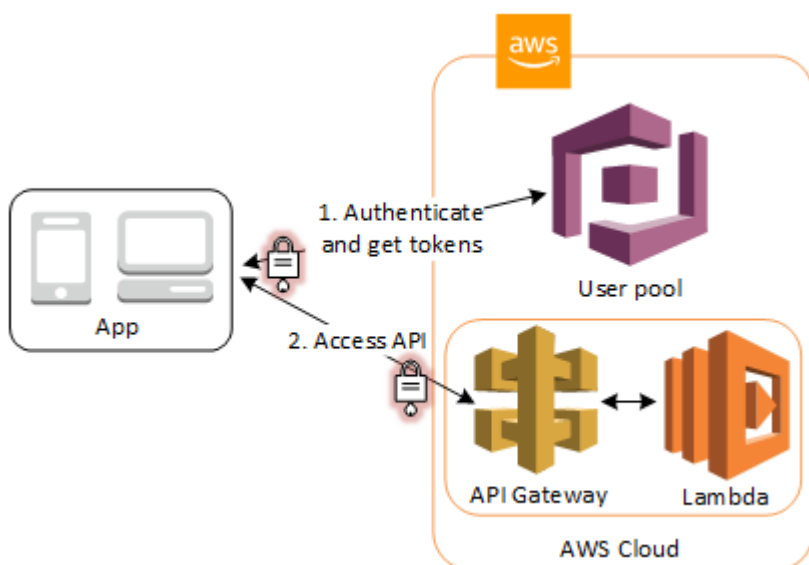 aws
1. Authenticate
and get tokens
User pool
App
2. Access API
API Gateway
Lambda
AWS Cloud